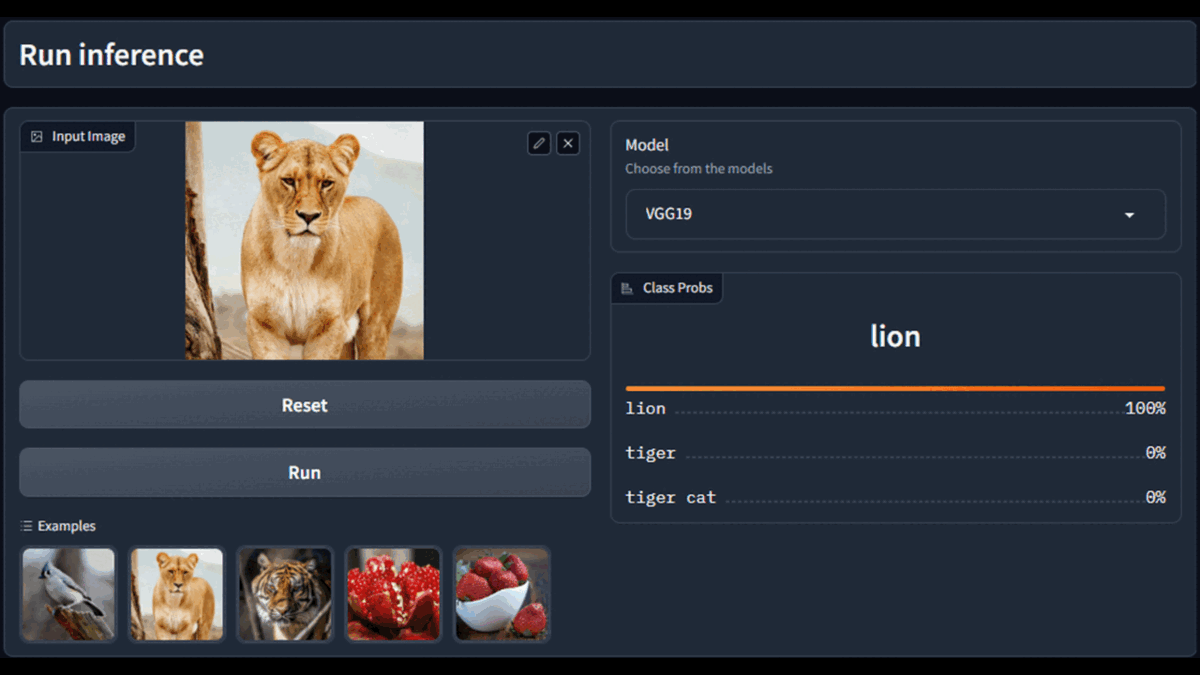 Run inference
Input Image
Reset
Run
Examples
Model
Choose from the models
VGG19
Class Probs
lion
lion 100%
tiger 0%
tiger cat 0%